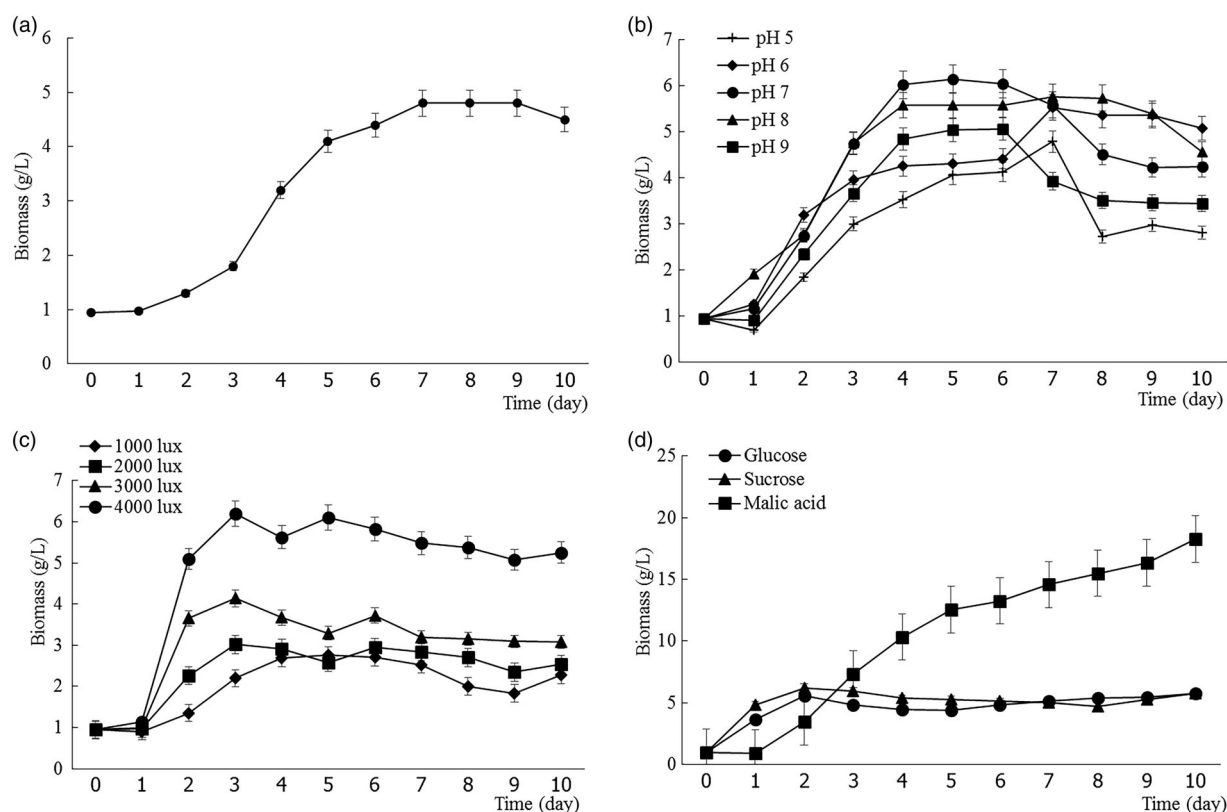 (a)
6
5
4
3
2
1
0
Biomass (g/L)
0 1 2 3 4 5 6 7 8 9 10
Time (day)
(b)
pH 5
pH 6
pH 7
pH 8
pH 9
7
6
5
4
3
2
1
0
Biomass (g/L)
0 1 2 3 4 5 6 7 8 9 10
Time (day)
(c)
1000 lux
2000 lux
3000 lux
4000 lux
7
6
5
4
3
2
1
0
Biomass (g/L)
0 1 2 3 4 5 6 7 8 9 10
Time (day)
(d)
Glucose
Sucrose
Malic acid
25
20
15
10
5
0
Biomass (g/L)
0 1 2 3 4 5 6 7 8 9 10
Time (day)